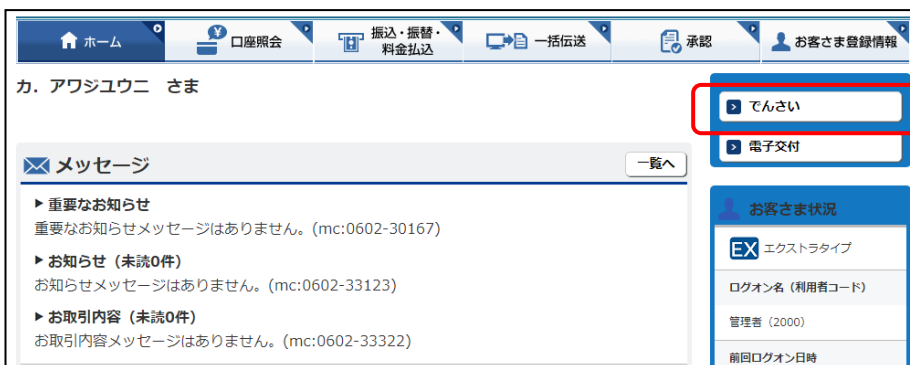 ホーム
口座照会
振込・振替・
料金払込
一括伝送
承認
お客さま登録情報
カ．アワジユウニ　さま
でんさい
電子交付
メッセージ
一覧へ
▶ 重要なお知らせ
重要なお知らせメッセージはありません。(mc:0602-30167)
▶ お知らせ（未読0件）
お知らせメッセージはありません。(mc:0602-33123)
▶ お取引内容（未読0件）
お取引内容メッセージはありません。(mc:0602-33322)
お客さま状況
EX エクストラタイプ
ログオン名（利用者コード）
管理者（2000）
前回ログオン日時